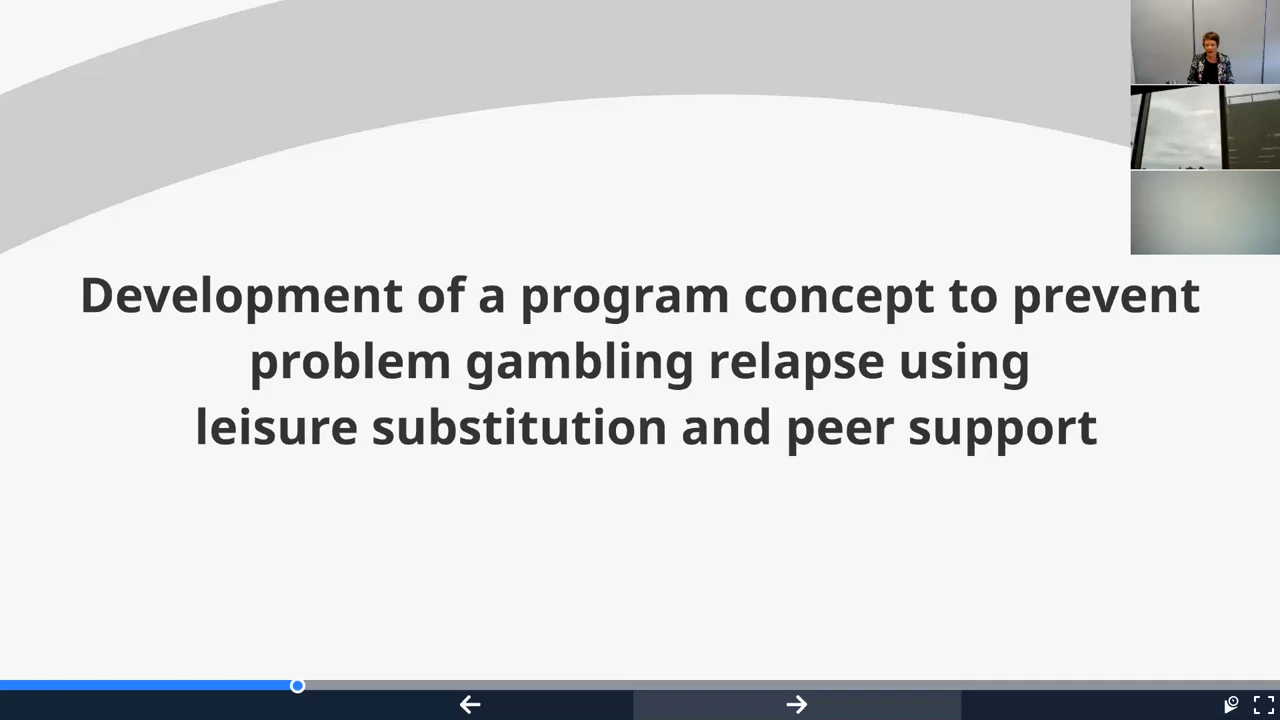 Development of a program concept to prevent
problem gambling relapse using
leisure substitution and peer support